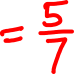 = 5/7